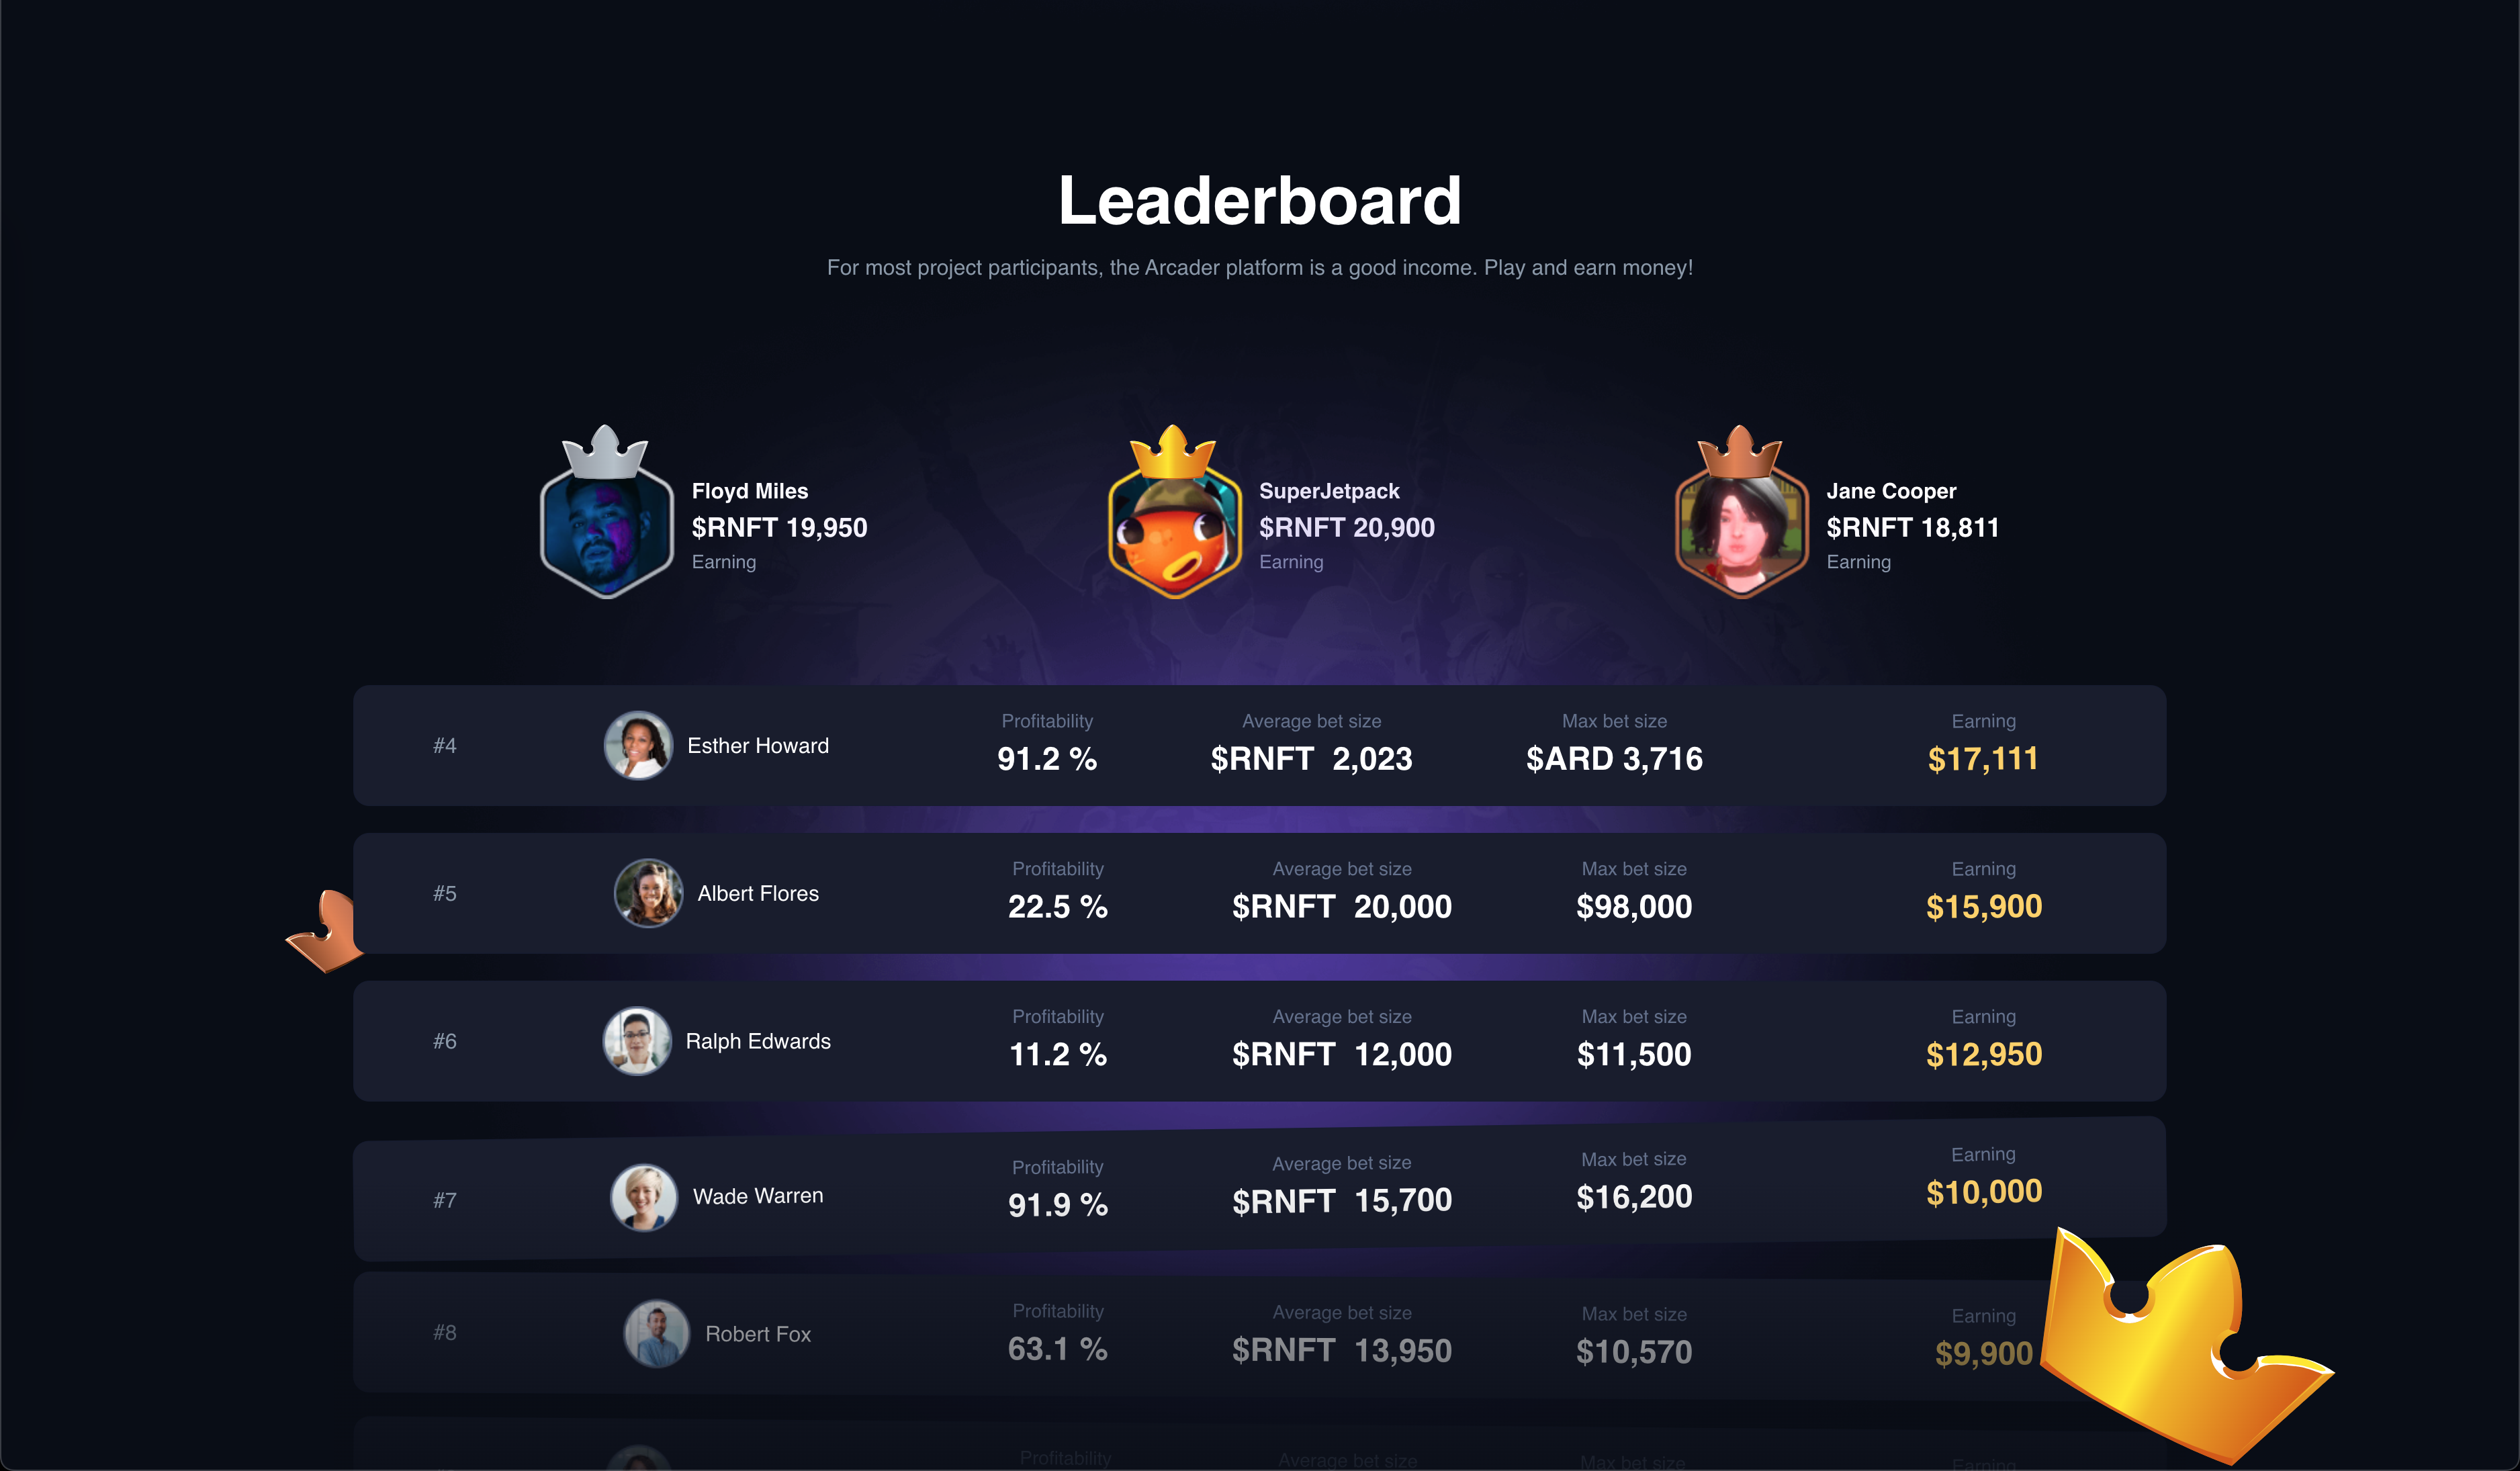 Leaderboard
For most project participants, the Arcader platform is a good income. Play and earn money!
Floyd Miles
$RNFT 19,950
Earning
SuperJetpack
$RNFT 20,900
Earning
Jane Cooper
$RNFT 18,811
Earning
#4
Esther Howard
Profitability
91.2 %
Average bet size
$RNFT 2,023
Max bet size
$ARD 3,716
Earning
$17,111
#5
Albert Flores
Profitability
22.5 %
Average bet size
$RNFT 20,000
Max bet size
$98,000
Earning
$15,900
#6
Ralph Edwards
Profitability
11.2 %
Average bet size
$RNFT 12,000
Max bet size
$11,500
Earning
$12,950
#7
Wade Warren
Profitability
91.9 %
Average bet size
$RNFT 15,700
Max bet size
$16,200
Earning
$10,000
#8
Robert Fox
Profitability
63.1 %
Average bet size
$RNFT 13,950
Max bet size
$10,570
Earning
$9,900
Profitability
Average bet size
Max bet size
Earning